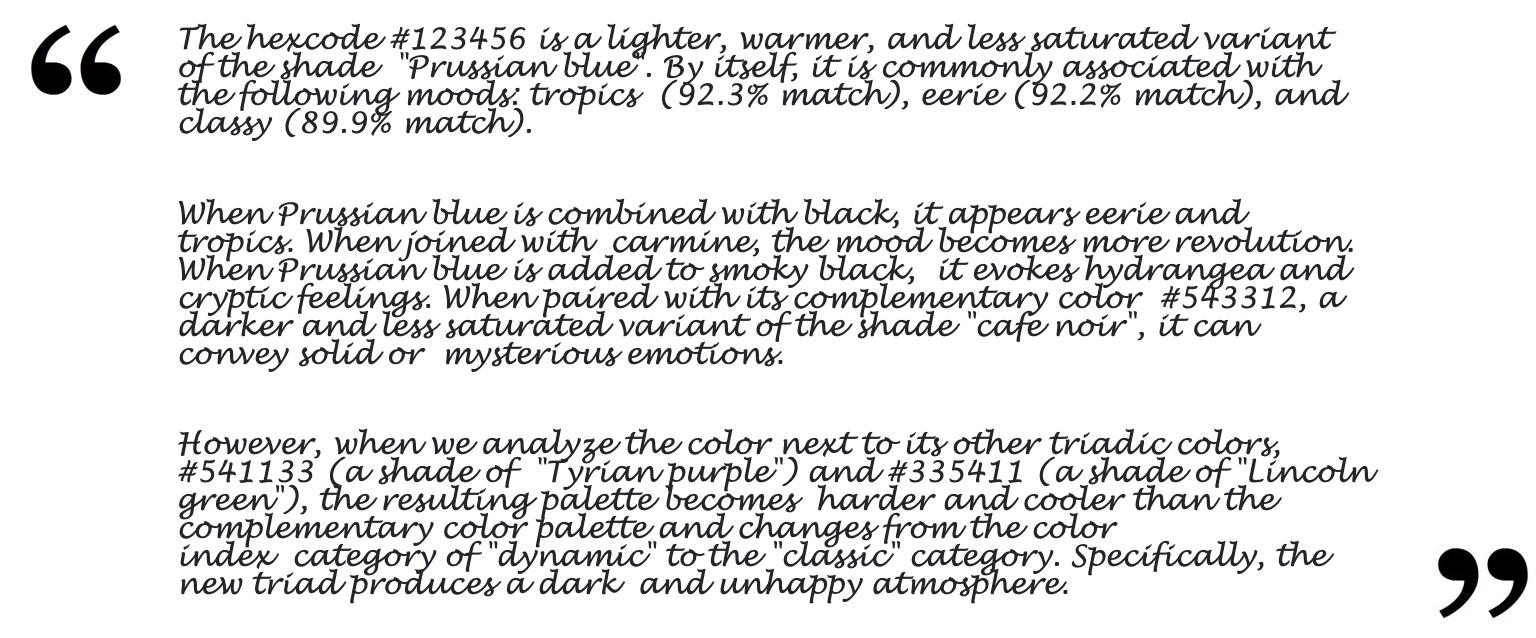 “
The hexcode #123456 is a lighter, warmer, and less saturated variant
of the shade "Prussian blue". By itself, it is commonly associated with
the following moods: tropics (92.3% match), eerie (92.2% match), and
classy (89.9% match).
When Prussian blue is combined with black, it appears eerie and
tropics. When joined with carmine, the mood becomes more revolution.
When Prussian blue is added to smoky black, it evokes hydrangea and
cryptic feelings. When paired with its complementary color #543312, a
darker and less saturated variant of the shade "cafe noir", it can
convey solid or mysterious emotions.
However, when we analyze the color next to its other triadic colors,
#541133 (a shade of "Tyrian purple") and #335411 (a shade of "Lincoln
green"), the resulting palette becomes harder and cooler than the
complementary color palette and changes from the color
index category of "dynamic" to the "classic" category. Specifically, the
new triad produces a dark and unhappy atmosphere.
”